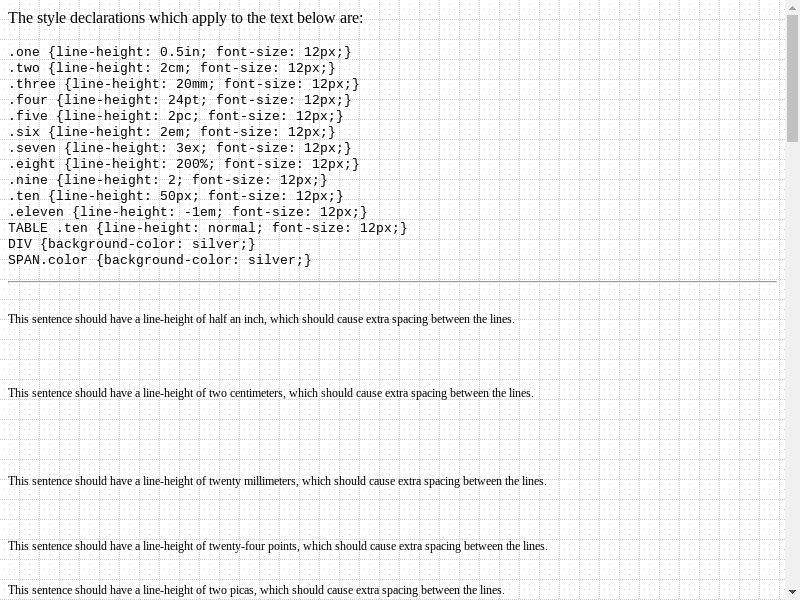 The style declarations which apply to the text below are:
.one {line-height: 0.5in; font-size: 12px;}
.two {line-height: 2cm; font-size: 12px;}
.three {line-height: 20mm; font-size: 12px;}
.four {line-height: 24pt; font-size: 12px;}
.five {line-height: 2pc; font-size: 12px;}
.six {line-height: 2em; font-size: 12px;}
.seven {line-height: 3ex; font-size: 12px;}
.eight {line-height: 200%; font-size: 12px;}
.nine {line-height: 2; font-size: 12px;}
.ten {line-height: 50px; font-size: 12px;}
.eleven {line-height: -1em; font-size: 12px;}
TABLE .ten {line-height: normal; font-size: 12px;}
DIV {background-color: silver;}
SPAN.color {background-color: silver;}
This sentence should have a line-height of half an inch, which should cause extra spacing between the lines.
This sentence should have a line-height of two centimeters, which should cause extra spacing between the lines.
This sentence should have a line-height of twenty millimeters, which should cause extra spacing between the lines.
This sentence should have a line-height of twenty-four points, which should cause extra spacing between the lines.
This sentence should have a line-height of two picas, which should cause extra spacing between the lines.